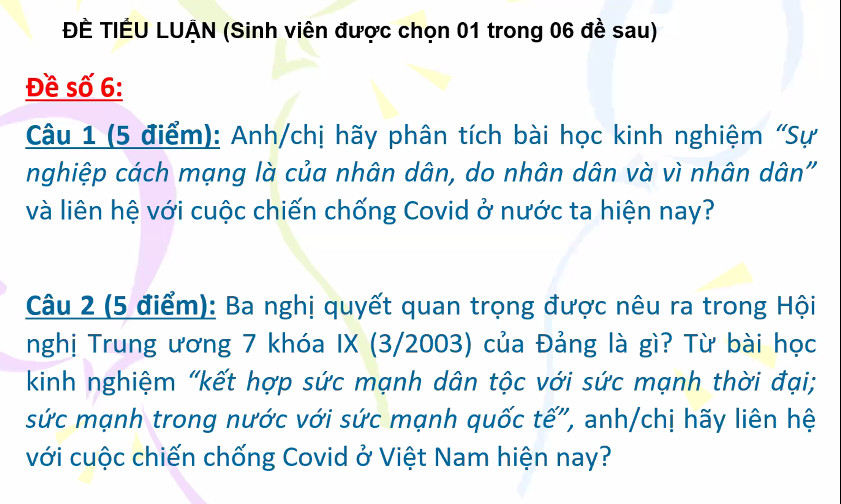 ĐỀ TIỂU LUẬN (Sinh viên được chọn 01 trong 06 đề sau)
Đề số 6:
Câu 1 (5 điểm): Anh/chị hãy phân tích bài học kinh nghiệm “Sự
nghiệp cách mạng là của nhân dân, do nhân dân và vì nhân dân”
và liên hệ với cuộc chiến chống Covid ở nước ta hiện nay?
Câu 2 (5 điểm): Ba nghị quyết quan trọng được nêu ra trong Hội
nghị Trung ương 7 khóa IX (3/2003) của Đảng là gì? Từ bài học
kinh nghiệm “kết hợp sức mạnh dân tộc với sức mạnh thời đại;
sức mạnh trong nước với sức mạnh quốc tế”, anh/chị hãy liên hệ
với cuộc chiến chống Covid ở Việt Nam hiện nay?